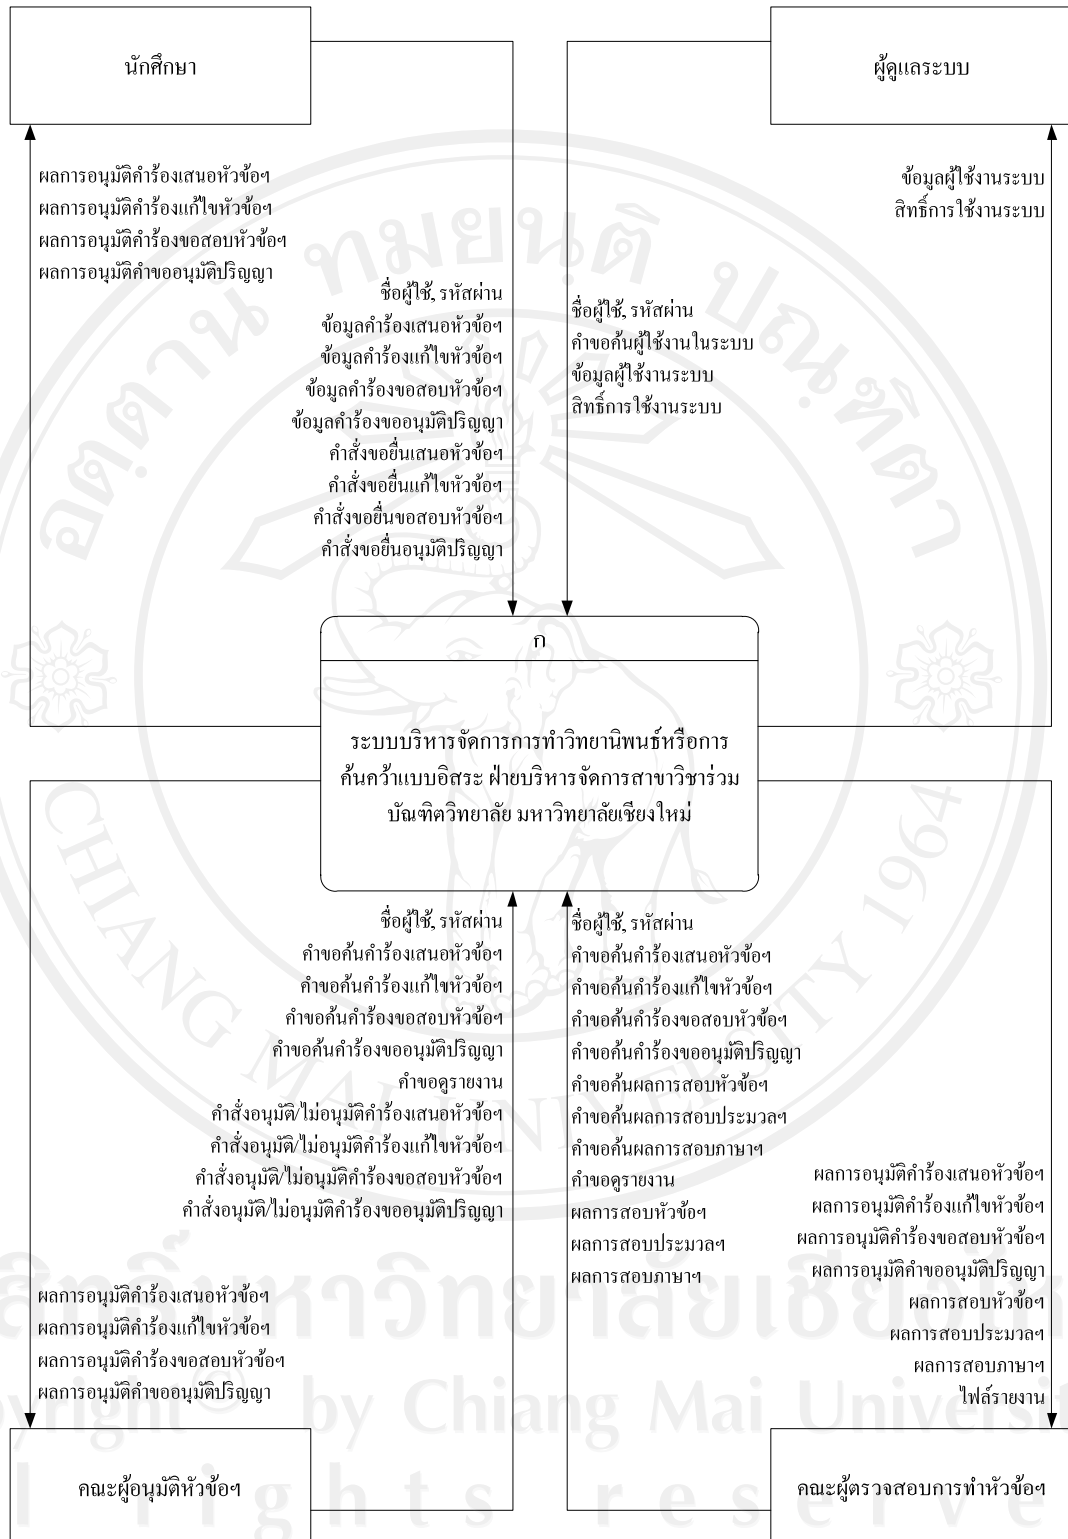 นักศึกษา
ผู้ดูแลระบบ
ผลการอนุมัติคำร้องเสนอหัวข้อฯ
ผลการอนุมัติคำร้องแก้ไขหัวข้อฯ
ผลการอนุมัติคำร้องขอสอบหัวข้อฯ
ผลการอนุมัติคำขออนุมัติปริญญา
ข้อมูลผู้ใช้งานระบบ
สิทธิ์การใช้งานระบบ
ชื่อผู้ใช้, รหัสผ่าน
ข้อมูลคำร้องเสนอหัวข้อฯ
ข้อมูลคำร้องแก้ไขหัวข้อฯ
ข้อมูลคำร้องขอสอบหัวข้อฯ
ข้อมูลคำร้องขออนุมัติปริญญา
คำสั่งขอยื่นเสนอหัวข้อฯ
คำสั่งขอยื่นแก้ไขหัวข้อฯ
คำสั่งขอยื่นขอสอบหัวข้อฯ
คำสั่งขอยื่นอนุมัติปริญญา
ชื่อผู้ใช้, รหัสผ่าน
คำขอค้นผู้ใช้งานในระบบ
ข้อมูลผู้ใช้งานระบบ
สิทธิ์การใช้งานระบบ
ก
ระบบบริหารจัดการการทำวิทยานิพนธ์หรือการ
ค้นคว้าแบบอิสระ ฝ่ายบริหารจัดการสาขาวิชาร่วม
บัณฑิตวิทยาลัย มหาวิทยาลัยเชียงใหม่
ชื่อผู้ใช้, รหัสผ่าน
คำขอค้นคำร้องเสนอหัวข้อฯ
คำขอค้นคำร้องแก้ไขหัวข้อฯ
คำขอค้นคำร้องขอสอบหัวข้อฯ
คำขอค้นคำร้องขออนุมัติปริญญา
คำขอดูรายงาน
คำสั่งอนุมัติ/ไม่อนุมัติคำร้องเสนอหัวข้อฯ
คำสั่งอนุมัติ/ไม่อนุมัติคำร้องแก้ไขหัวข้อฯ
คำสั่งอนุมัติ/ไม่อนุมัติคำร้องขอสอบหัวข้อฯ
คำสั่งอนุมัติ/ไม่อนุมัติคำร้องขออนุมัติปริญญา
ชื่อผู้ใช้, รหัสผ่าน
คำขอค้นคำร้องเสนอหัวข้อฯ
คำขอค้นคำร้องแก้ไขหัวข้อฯ
คำขอค้นคำร้องขอสอบหัวข้อฯ
คำขอค้นคำร้องขออนุมัติปริญญา
คำขอค้นผลการสอบหัวข้อฯ
คำขอค้นผลการสอบประมวลฯ
คำขอค้นผลการสอบภาษาฯ
คำขอดูรายงาน
ผลการสอบหัวข้อฯ
ผลการสอบประมวลฯ
ผลการสอบภาษาฯ
ผลการอนุมัติคำร้องเสนอหัวข้อฯ
ผลการอนุมัติคำร้องแก้ไขหัวข้อฯ
ผลการอนุมัติคำร้องขอสอบหัวข้อฯ
ผลการอนุมัติคำขออนุมัติปริญญา
ผลการสอบหัวข้อฯ
ผลการสอบประมวลฯ
ผลการสอบภาษาฯ
ไฟล์รายงาน
ผลการอนุมัติคำร้องเสนอหัวข้อฯ
ผลการอนุมัติคำร้องแก้ไขหัวข้อฯ
ผลการอนุมัติคำร้องขอสอบหัวข้อฯ
ผลการอนุมัติคำขออนุมัติปริญญา
คณะผู้อนุมัติหัวข้อฯ
คณะผู้ตรวจสอบการทำหัวข้อฯ
อตฺตานํ ทมยนฺติ ปณฺฑิตา
CHIANG MAI UNIVERSITY 1964
by Chiang Mai
rights